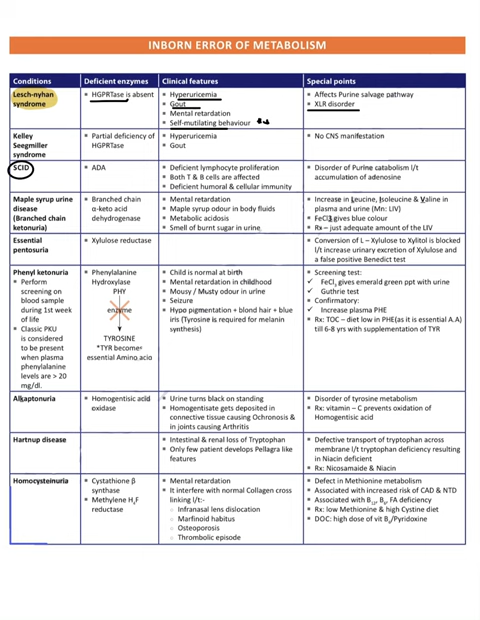 INBORN ERROR OF METABOLISM
Conditions
Deficient enzymes
Clinical features
Special points
Lesch-nyhan
syndrome
HGPRTase is absent
Hyperuricemia
Gout
Mental retardation
Self-mutilating behaviour
Affects Purine salvage pathway
XLR disorder
Kelley
Seegmiller
syndrome
Partial deficiency of
HGPRTase
Hyperuricemia
Gout
No CNS manifestation
SCID
ADA
Deficient lymphocyte proliferation
Both T & B cells are affected
Deficient humoral & cellular immunity
Disorder of Purine catabolism l/t
accumulation of adenosine
Maple syrup urine
disease
(Branched chain
ketonuria)
Branched chain
α-keto acid
dehydrogenase
Mental retardation
Maple syrup odour in body fluids
Metabolic acidosis
Smell of burnt sugar in urine
Increase in Leucine, Isoleucine & Valine in
plasma and urine (Mn: LIV)
FeCl3 gives blue colour
Rx – just adequate amount of the LIV
Essential
pentosuria
Xylulose reductase
Conversion of L – Xylulose to Xylitol is blocked
l/t increase urinary excretion of Xylulose and
a false positive Benedict test
Phenyl ketonuria
Perform
screening on
blood sample
during 1st week
of life
Classic PKU
is considered
to be present
when plasma
phenylalanine
levels are > 20
mg/dl.
Phenylalanine
Hydroxylase
PHY
enzyme
TYROSINE
*TYR become
essential Amino acid
Child is normal at birth
Mental retardation in childhood
Mousy / Musty odour in urine
Seizure
Hypo pigmentation + blond hair + blue
iris (Tyrosine is required for melanin
synthesis)
Screening test:
✓ FeCl3 gives emerald green ppt with urine
✓ Guthrie test
Confirmatory:
✓ Increase plasma PHE
Rx: TOC – diet low in PHE(as it is essential A.A)
till 6-8 yrs with supplementation of TYR
Alkaptonuria
Homogentisic acid
oxidase
Urine turns black on standing
Homogentisate gets deposited in
connective tissue causing Ochronosis &
in joints causing Arthritis
Disorder of tyrosine metabolism
Rx: vitamin – C prevents oxidation of
Homogentisic acid
Hartnup disease
Intestinal & renal loss of Tryptophan
Only few patient develops Pellagra like
features
Defective transport of tryptophan across
membrane l/t tryptophan deficiency resulting
in Niacin deficient
Rx: Nicosamaide & Niacin
Homocysteinuria
Cystathione β
synthase
Methylene H4F
reductase
Mental retardation
It interfere with normal Collagen cross
linking l/t:-
Infranasal lens dislocation
Marfinoid habitus
Osteoporosis
Thrombolic episode
Defect in Methionine metabolism
Associated with increased risk of CAD & NTD
Associated with B12, B6, FA deficiency
Rx: low Methionine & high Cystine diet
DOC: high dose of vit B6/Pyridoxine